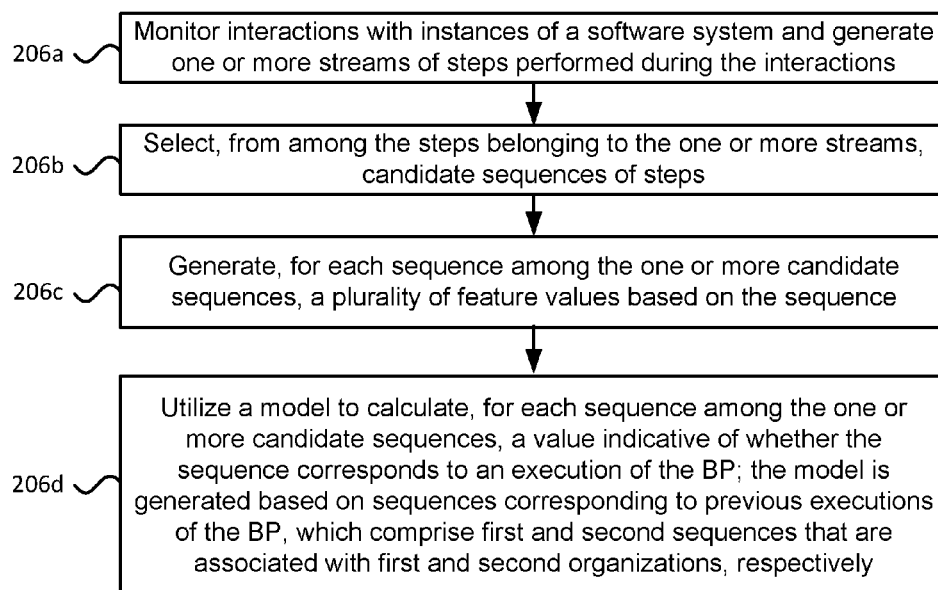 206a
Monitor interactions with instances of a software system and generate
one or more streams of steps performed during the interactions
206b
Select, from among the steps belonging to the one or more streams,
candidate sequences of steps
206c
Generate, for each sequence among the one or more candidate
sequences, a plurality of feature values based on the sequence
206d
Utilize a model to calculate, for each sequence among the one or
more candidate sequences, a value indicative of whether the
sequence corresponds to an execution of the BP; the model is
generated based on sequences corresponding to previous executions
of the BP, which comprise first and second sequences that are
associated with first and second organizations, respectively